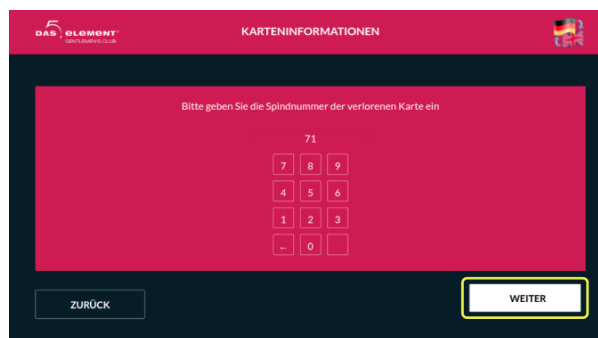 DAS 5. ELEMENT
GENTLEMEN'S CLUB
KARTENINFORMATIONEN
Bitte geben Sie die Spindnummer der verlorenen Karte ein
71
7 8 9
4 5 6
1 2 3
← 0
ZURÜCK
WEITER